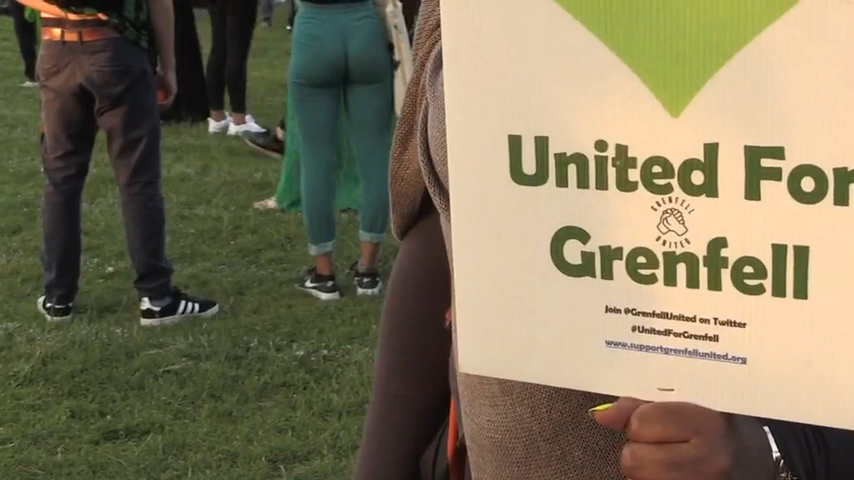 United For
GRENFELL
UNITED
Grenfell
Join @GrenfellUnited on Twitter
#UnitedForGrenfell
www.supportgrenfellunited.org